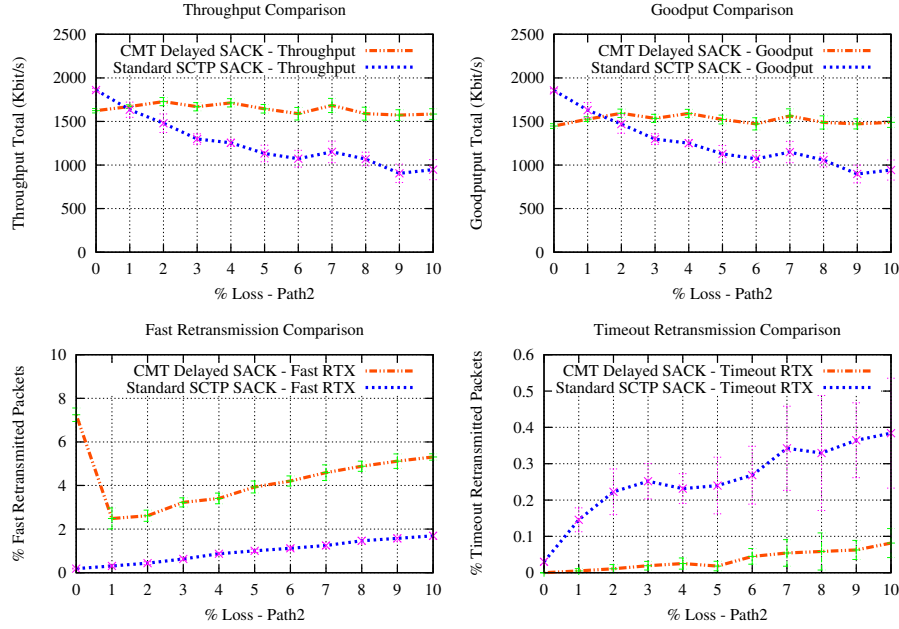 Throughput Comparison
Throughput Total (Kbit/s)
2500
2000
1500
1000
500
0
CMT Delayed SACK - Throughput
Standard SCTP SACK - Throughput
0 1 2 3 4 5 6 7 8 9 10
% Loss - Path2
Goodput Comparison
Goodputput Total (Kbit/s)
2500
2000
1500
1000
500
0
CMT Delayed SACK - Goodput
Standard SCTP SACK - Goodput
0 1 2 3 4 5 6 7 8 9 10
% Loss - Path2
Fast Retransmission Comparison
% Fast Retransmitted Packets
10
8
6
4
2
0
CMT Delayed SACK - Fast RTX
Standard SCTP SACK - Fast RTX
0 1 2 3 4 5 6 7 8 9 10
% Loss - Path2
Timeout Retransmission Comparison
% Timeout Retransmitted Packets
0.6
0.5
0.4
0.3
0.2
0.1
0
CMT Delayed SACK - Timeout RTX
Standard SCTP SACK - Timeout RTX
0 1 2 3 4 5 6 7 8 9 10
% Loss - Path2